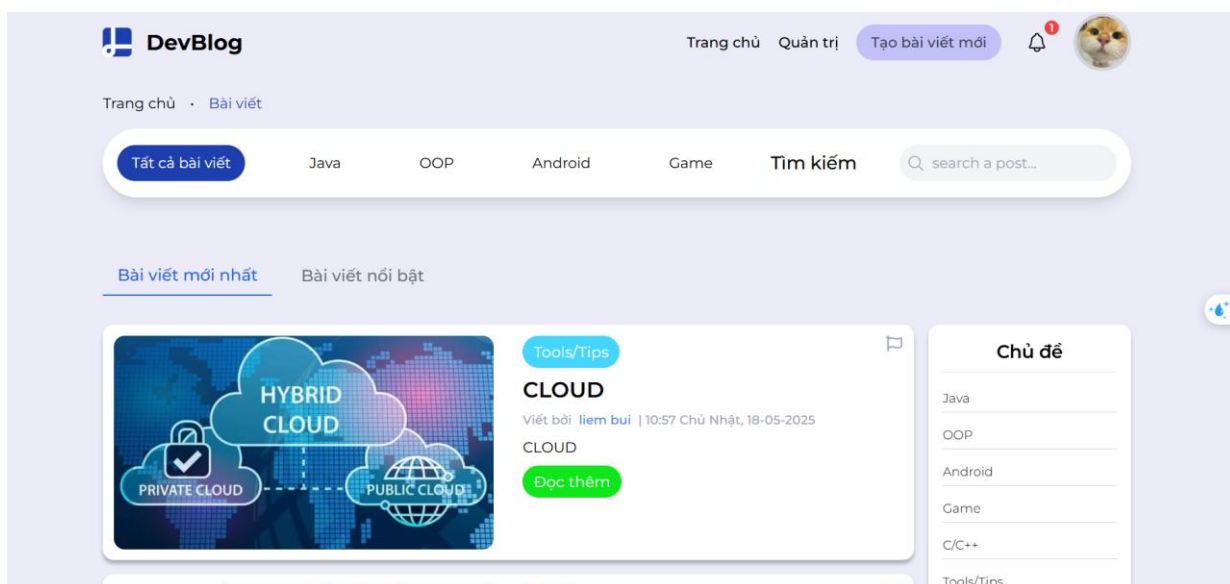 DevBlog
Trang chủ Quản trị Tạo bài viết mới 1
Trang chủ • Bài viết
Tất cả bài viết Java OOP Android Game Tìm kiếm search a post...
Bài viết mới nhất Bài viết nổi bật
HYBRID
CLOUD
PRIVATE CLOUD
PUBLIC CLOUD
Tools/Tips
CLOUD
Viết bởi liem bui | 10:57 Chủ Nhật, 18-05-2025
CLOUD
Đọc thêm
Chủ đề
Java
OOP
Android
Game
C/C++
Tools/Tips